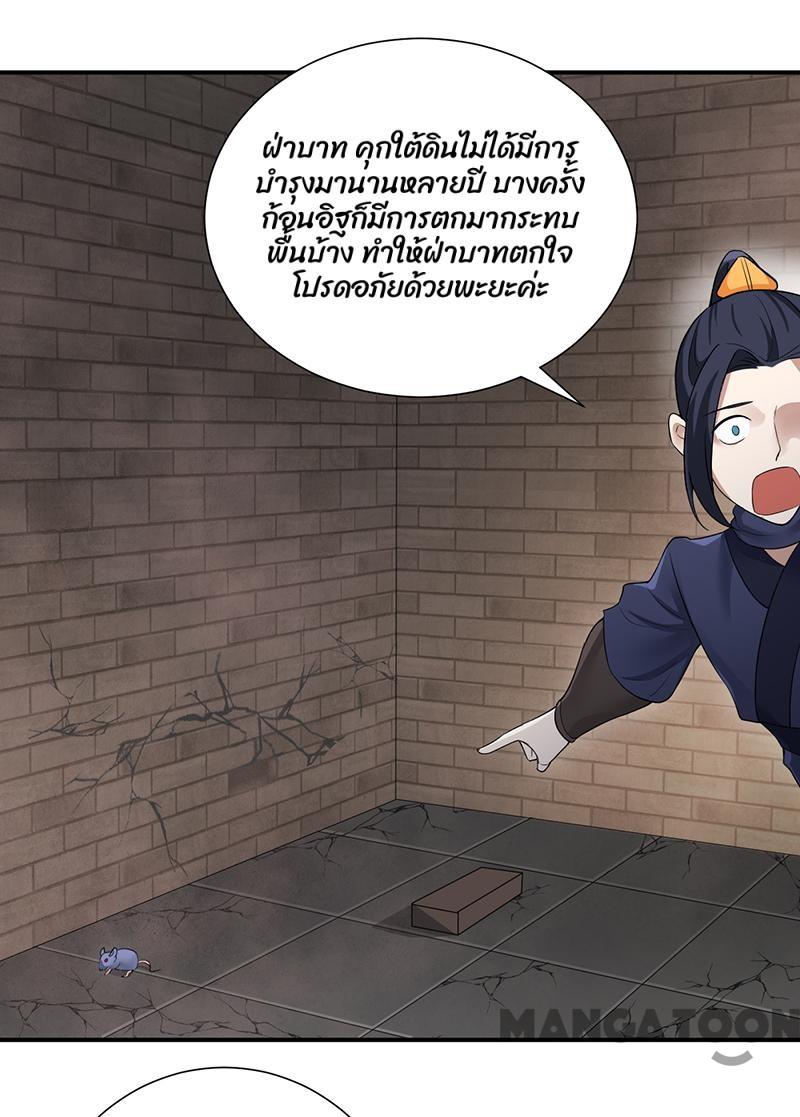 ฝ่าบาท คุกใต้ดินไม่ได้มีการ
บำรุงมานานหลายปี บางครั้ง
ก้อนอิฐก็มีการตกมากระทบ
พื้นบ้าง ทำให้ฝ่าบาทตกใจ
โปรดอภัยด้วยพะยะค่ะ
MANGATOON